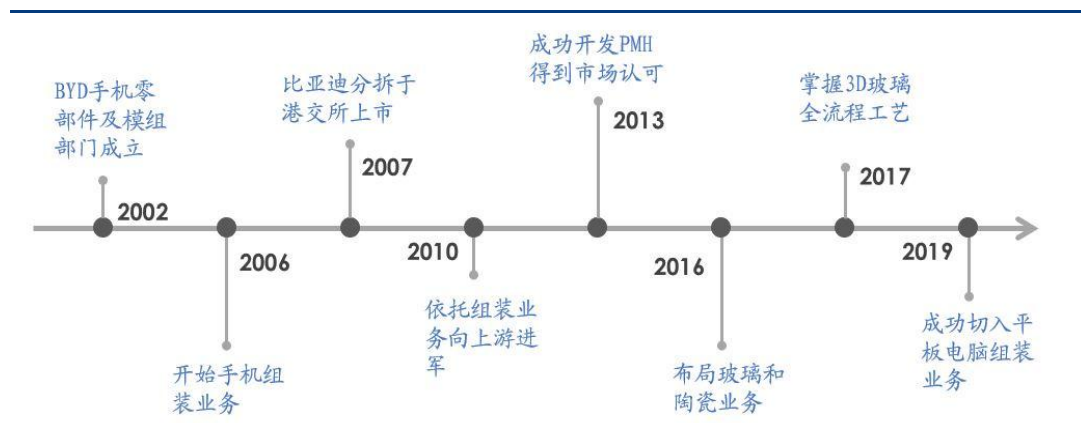 BYD手机零
部件及模组
部门成立
2002
开始手机组
装业务
2006
比亚迪分拆于
港交所上市
2007
依托组装业
务向上游进
军
2010
成功开发PMH
得到市场认可
2013
布局玻璃和
陶瓷业务
2016
掌握3D玻璃
全流程工艺
2017
成功切入平
板电脑组装
业务
2019